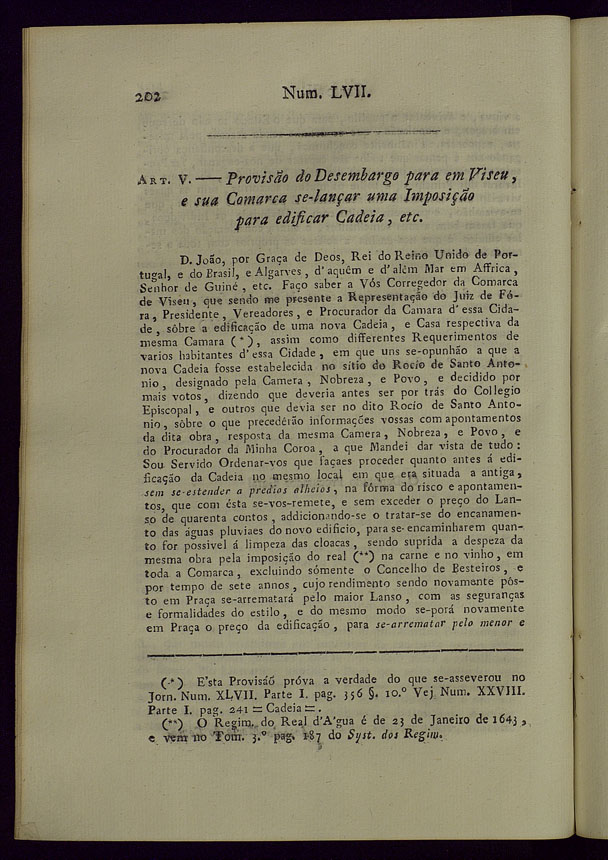 202 Num. LVII.
ART. V. — Provisão do Desembargo para em Viseu,
e sua Comarca se-lançar uma Imposição
para edificar Cadeia, etc.
D. João, por Graça de Deos, Rei do Reino Unido de Por-
tugal, e do Brasil, e Algarves, d'aquém e d'além Mar em Affrica,
Senhor de Guiné, etc. Faço saber a Vós Corregedor da Comarca
de Viseu, que sendo me presente a Representação do Juiz de Fó-
ra, Presidente, Vereadores, e Procurador da Camara d'essa Cida-
de, sôbre a edificação de uma nova Cadeia, e Casa respectiva da
mesma Camara (*), assim como differentes Requerimentos de
varios habitantes d'essa Cidade, em que uns se-opunhão a que a
nova Cadeia fosse estabelecida no sitio do Rocio de Santo Anto-
nio, designado pela Camera, Nobreza, e Povo, e decidido por
mais votos, dizendo que deveria antes ser por trás do Collegio
Episcopal, e outros que devia ser no dito Rocio de Santo Anto-
nio, sôbre o que precedêrão informações vossas com apontamentos
da dita obra, resposta da mesma Camera, Nobreza, e Povo, e
do Procurador da Minha Coroa, a que Mandei dar vista de tudo:
Sou Servido Ordenar-vos que façaes proceder quanto antes á edi-
ficação da Cadeia no mesmo local em que era situada a antiga,
sem se-estender a predios alheios, na fórma do risco e apontamen-
tos, que com ésta se-vos-remete, e sem exceder o preço do Lan-
so de quarenta contos, addicionando-se o tratar-se do encanamen-
to das águas pluviaes do novo edificio, para se-encaminharem quan-
to for possivel á limpeza das cloacas, sendo suprida a despeza da
mesma obra pela imposição do real (**) na carne e no vinho, em
toda a Comarca, excluindo sómente o Concelho de Besteiros, e
por tempo de sete annos, cujo rendimento sendo novamente pôs-
to em Praça se-arrematará pelo maior Lanso, com as seguranças
e formalidades do estilo, e do mesmo modo se-porá novamente
em Praça o preço da edificação, para se-arrematar pelo menor e
(*) E'sta Provisáõ próva a verdade do que se-asseverou no
Jorn. Num. XLVII. Parte I. pag. 356 §. 10.° Vej. Num. XXVIII.
Parte I. pag. 241 = Cadeia =.
(**) O Regim. do Real d'A'gua é de 23 de Janeiro de 1643,
e vem no Tom. 3.° pag. 187 do Syst. dos Regim.